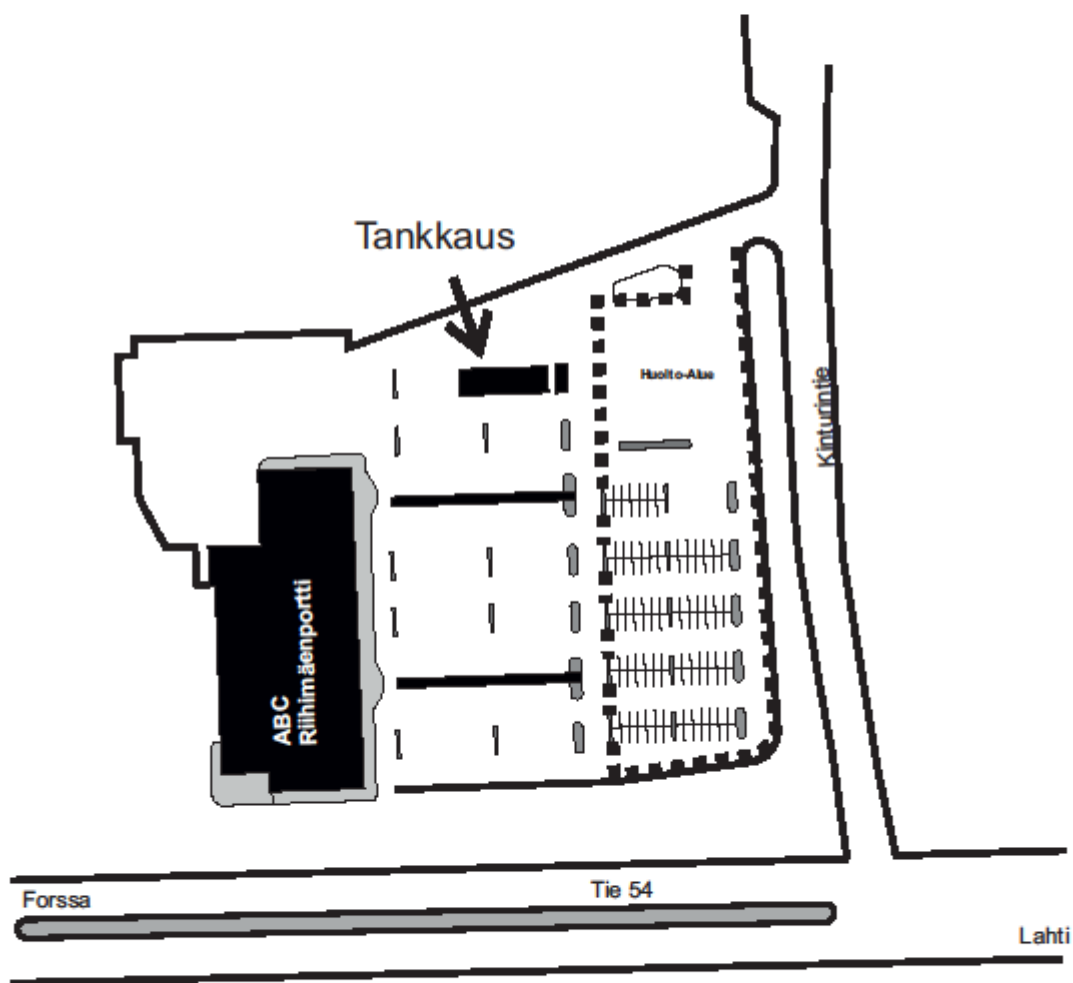 Tankkaus
Huolto-Alue
Kinturintie
ABC
Riihimäenportti
Forssa
Tie 54
Lahti